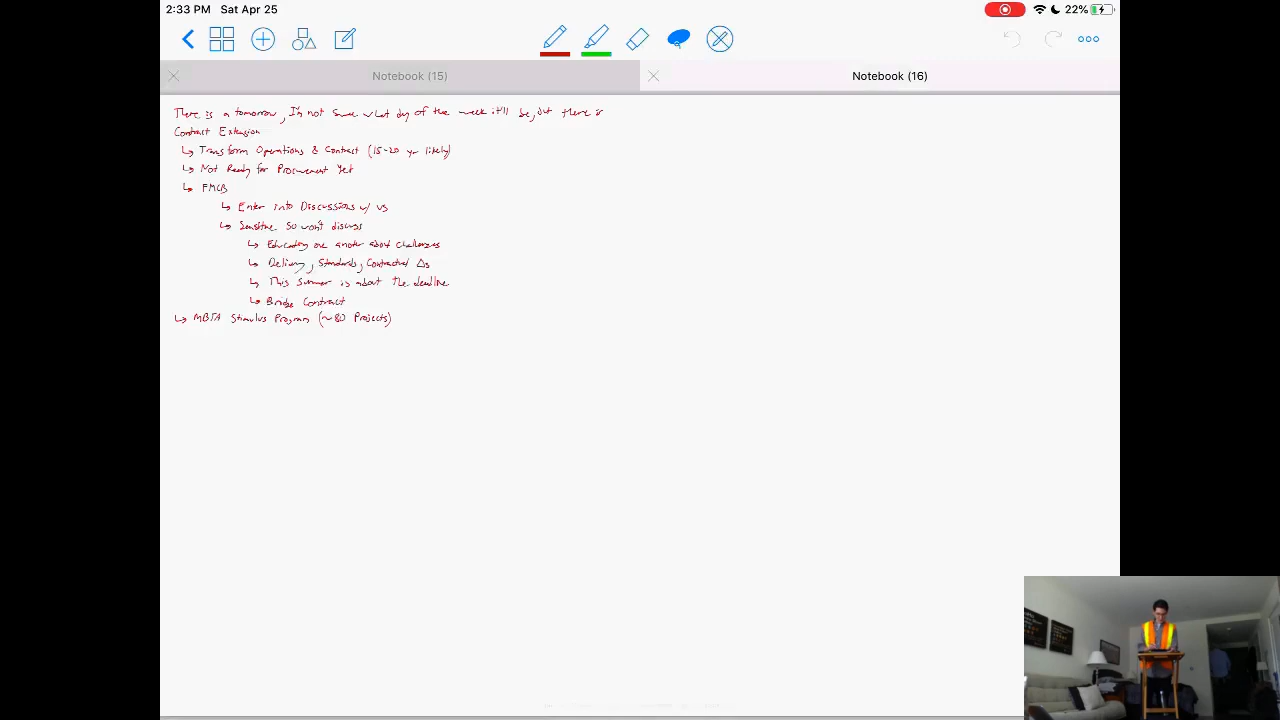 2:33 PM Sat Apr 25 22%
Notebook (15) Notebook (16)
There is a tomorrow, I'm not sure what day of the week it'll be, but there is
Contract Extension
↳ Transform Operations & Contract (15-20 yr likely)
↳ Not Ready for Procurement Yet
↳ FMCB
↳ Enter into Discussions w/ us
↳ Sensitive so won't discuss
↳ Educating one another about challenges
↳ Delivery, Standards, Contractual Δs
↳ This Summer is about the deadline
↳ Bridge Contract
↳ MBTA Stimulus Program (~80 Projects)